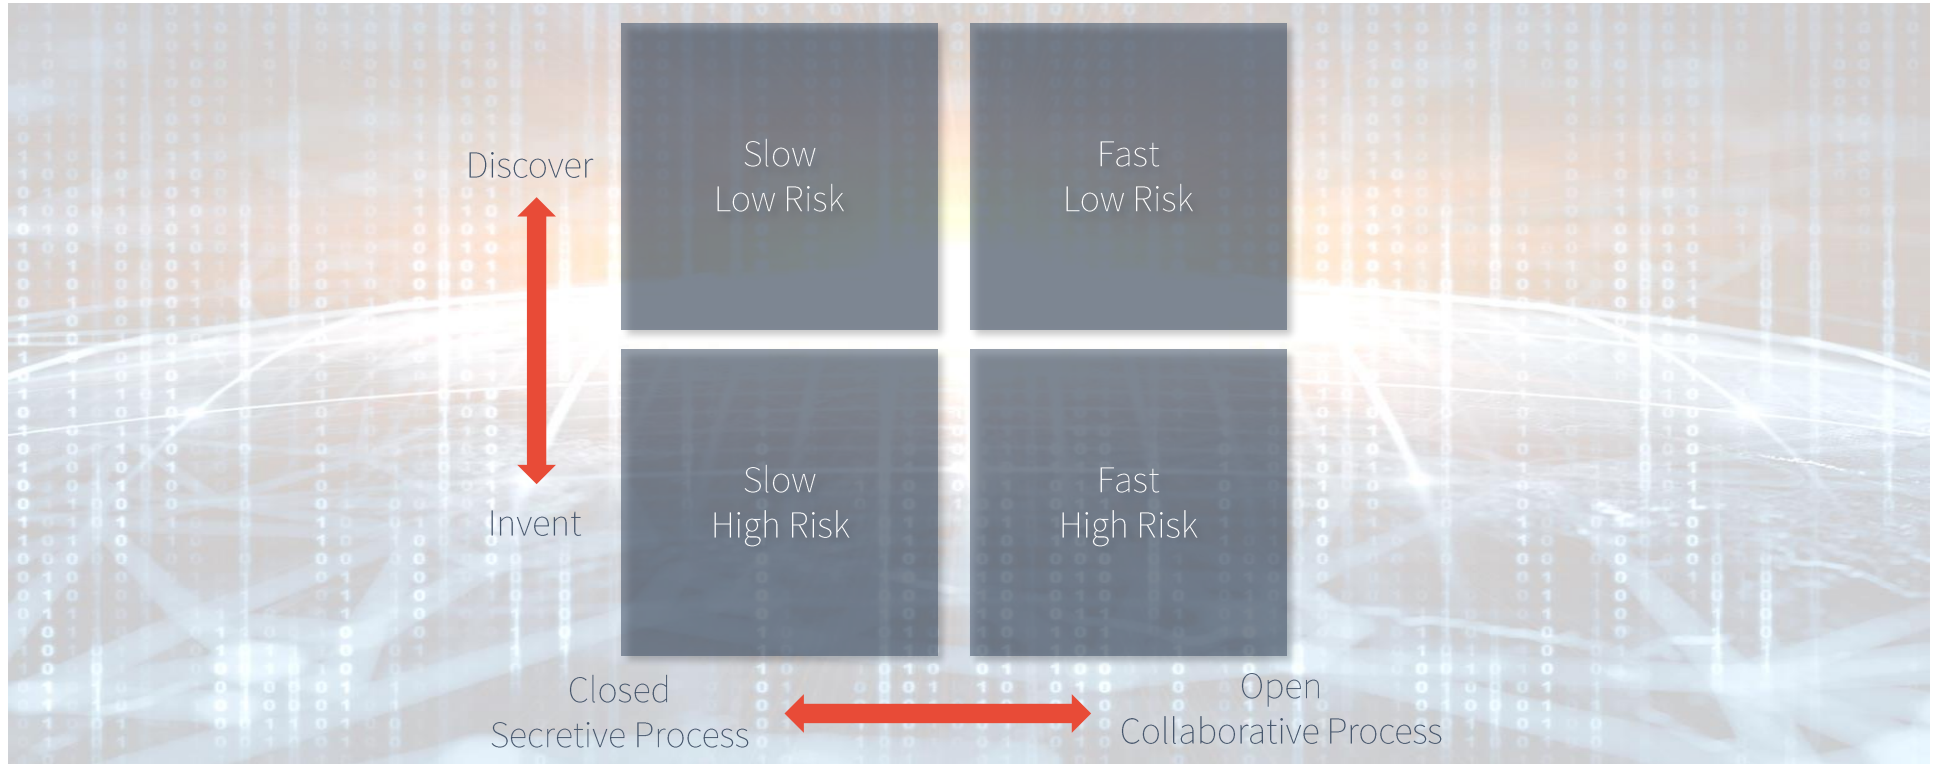 Discover
Slow
Low Risk
Fast
Low Risk
Invent
Slow
High Risk
Fast
High Risk
Closed
Secretive Process
Open
Collaborative Process